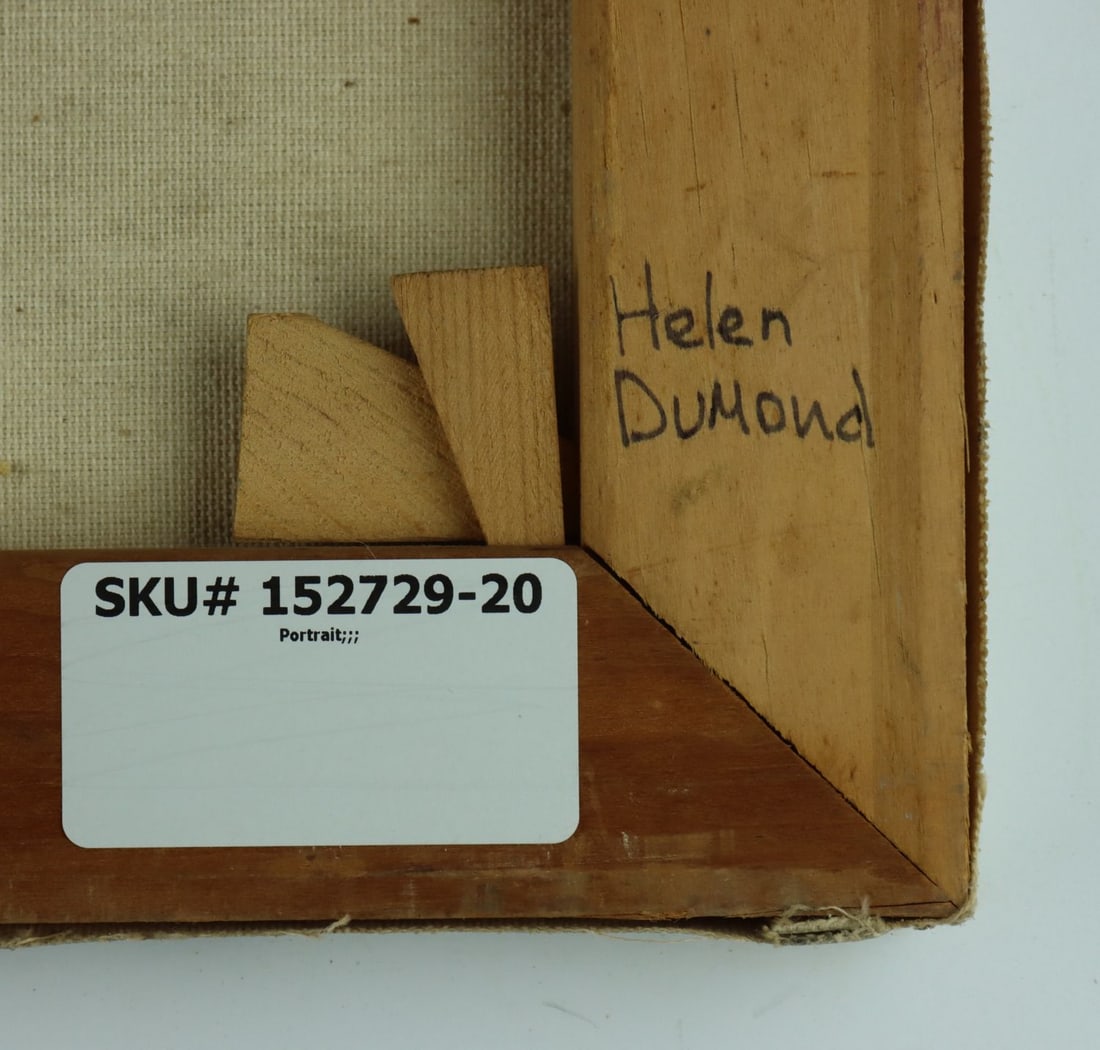 Helen
DuMond
SKU# 152729-20
Portrait;;;